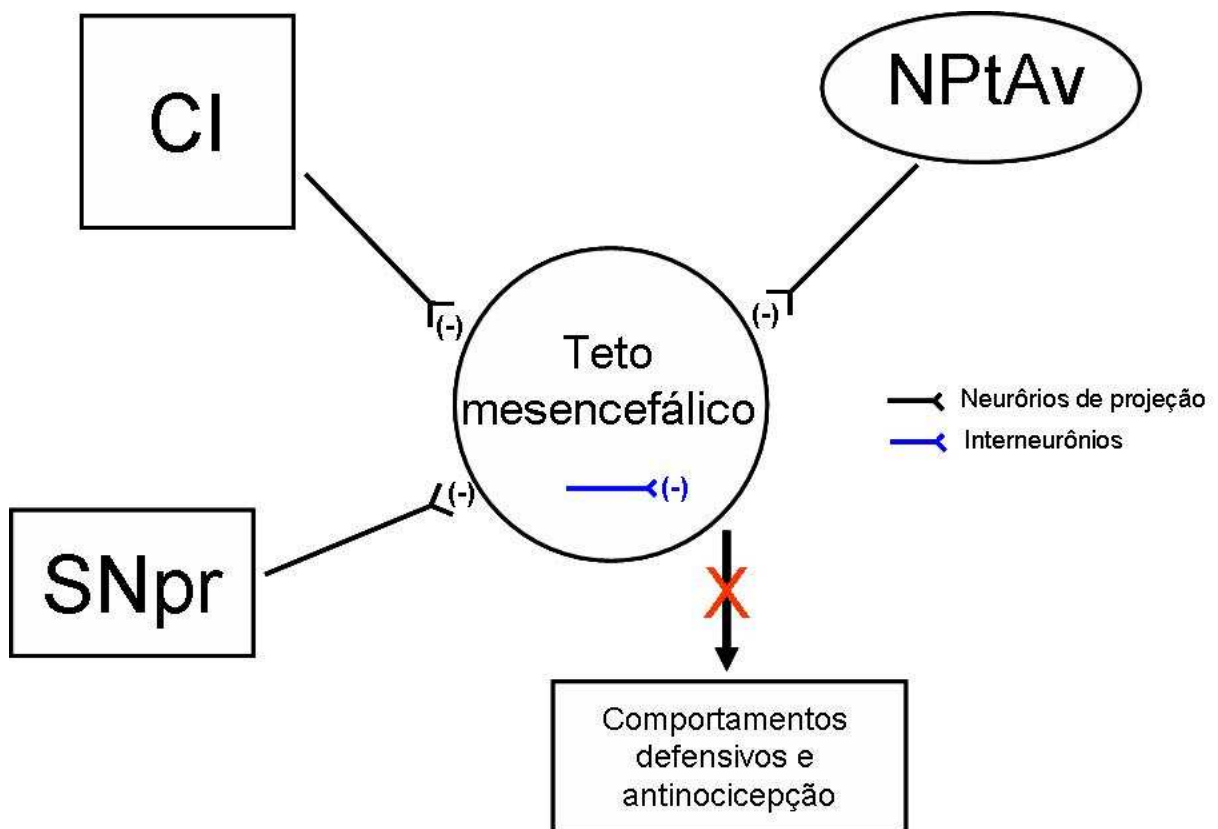 CI
NPtAv
(-)
(-)
Teto
mesencefálico
Neurôrios de projeção
Interneurônios
(-)
(-)
SNpr
X
Comportamentos
defensivos e
antinocicepção